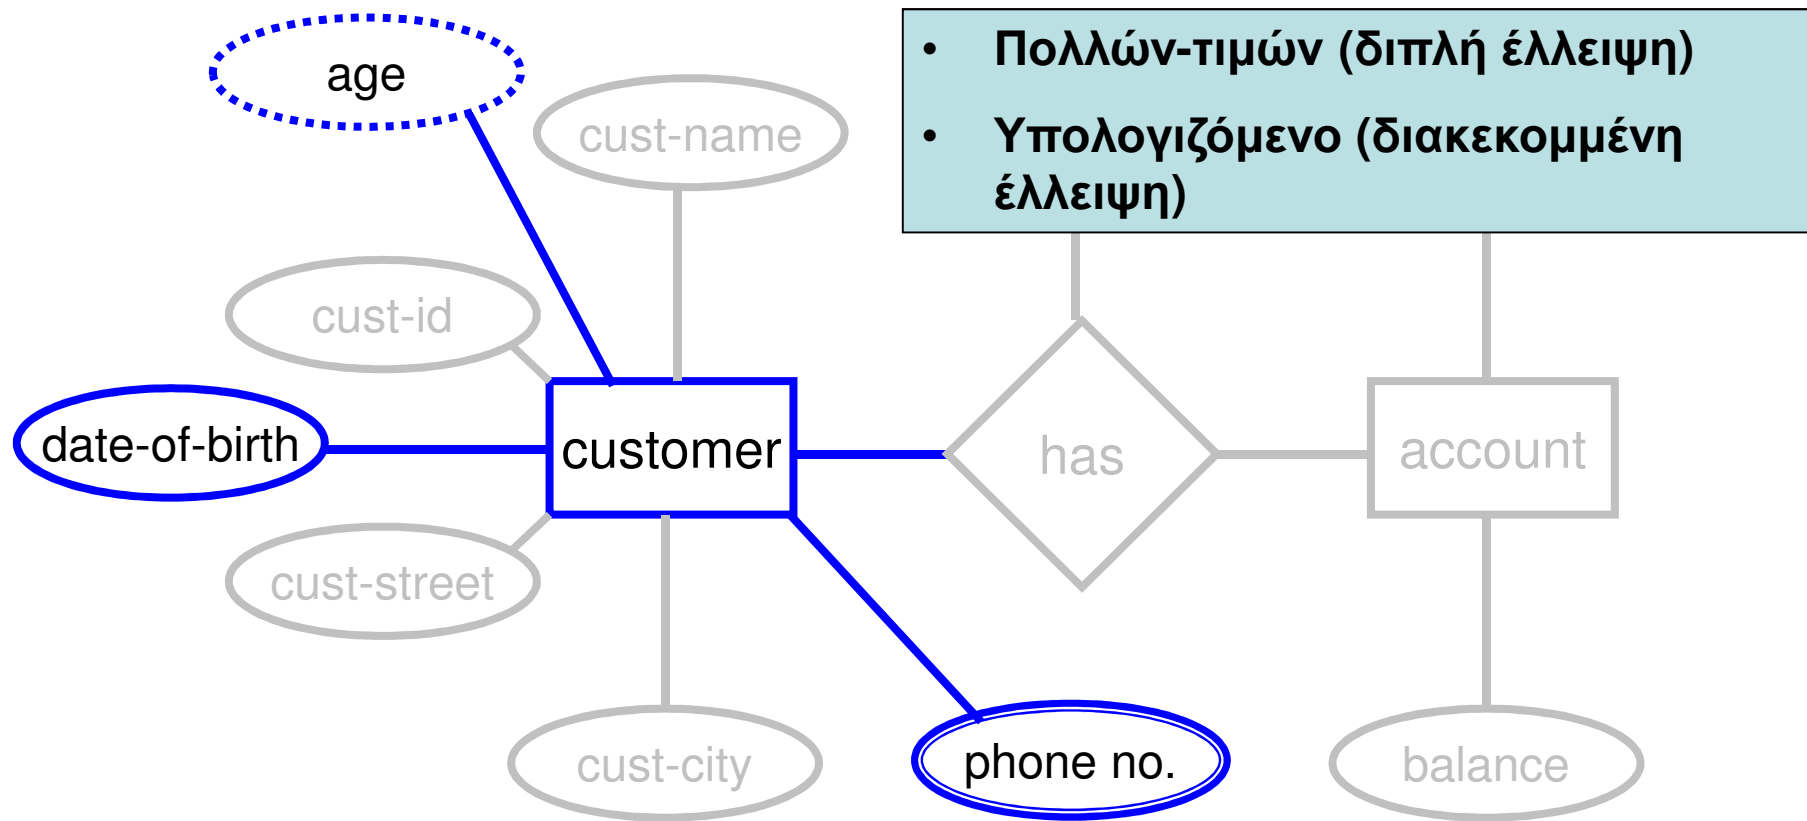 • Πολλών-τιμών (διπλή έλλειψη)
• Υπολογιζόμενο (διακεκομμένη
έλλειψη)
age
cust-name
cust-id
date-of-birth
customer
has
account
cust-street
cust-city
phone no.
balance